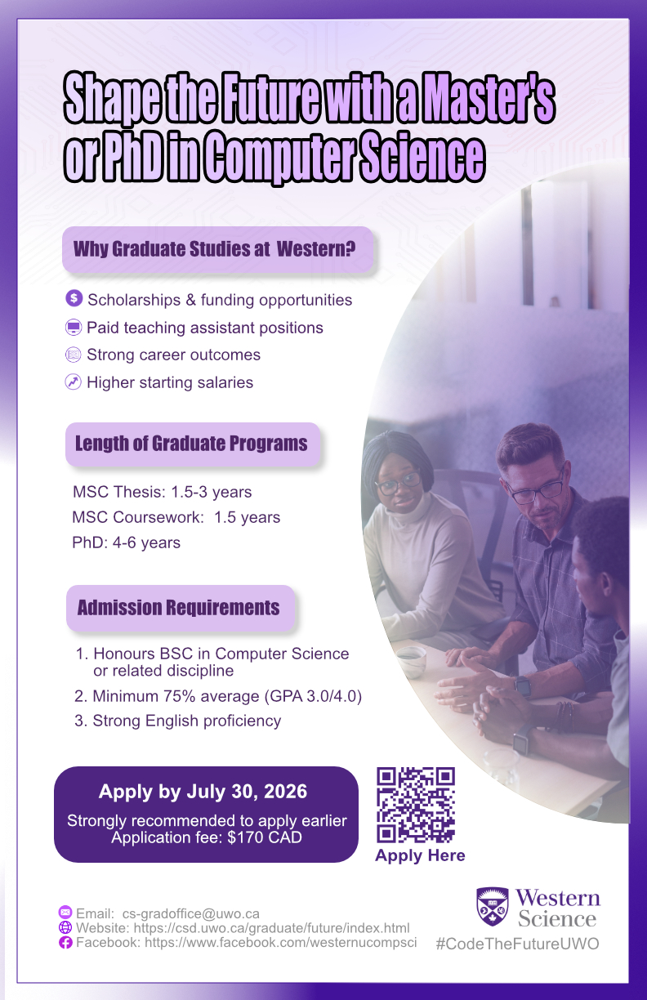 Shape the Future with a Master's
or PhD in Computer Science
Why Graduate Studies at Western?
$ Scholarships & funding opportunities
Paid teaching assistant positions
Strong career outcomes
Higher starting salaries
Length of Graduate Programs
MSC Thesis: 1.5-3 years
MSC Coursework: 1.5 years
PhD: 4-6 years
Admission Requirements
1. Honours BSC in Computer Science
or related discipline
2. Minimum 75% average (GPA 3.0/4.0)
3. Strong English proficiency
Apply by July 30, 2026
Strongly recommended to apply earlier
Application fee: $170 CAD
Apply Here
Email: cs-gradoffice@uwo.ca
Website: https://csd.uwo.ca/graduate/future/index.html
Facebook: https://www.facebook.com/westernucompsci
Western
Science
#CodeTheFutureUWO